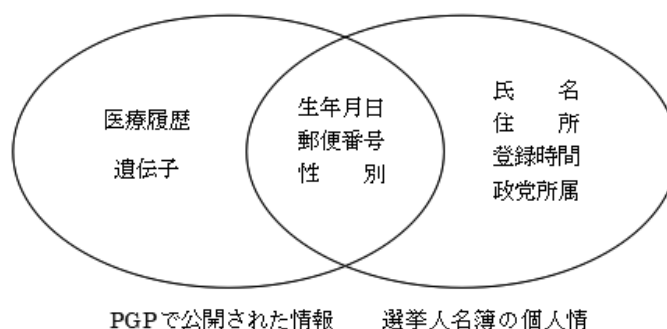 医療履歴
遺伝子
生年月日
郵便番号
性 別
氏 名
住 所
登録時間
政党所属
PGPで公開された情報
選挙人名簿の個人情